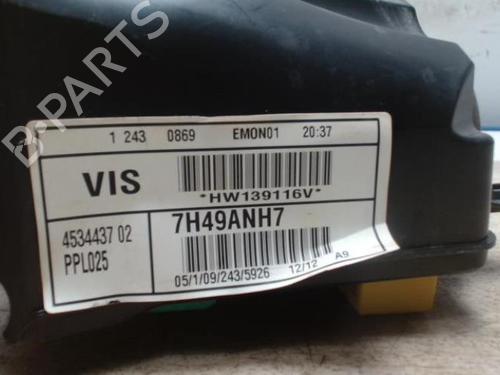 B-PARTS
1 243 0869 EMON01 20:37
VIS
*HW139116V*
4534437 02
7H49ANH7
PPL025
05/1/09/243/5926 12/12 A9